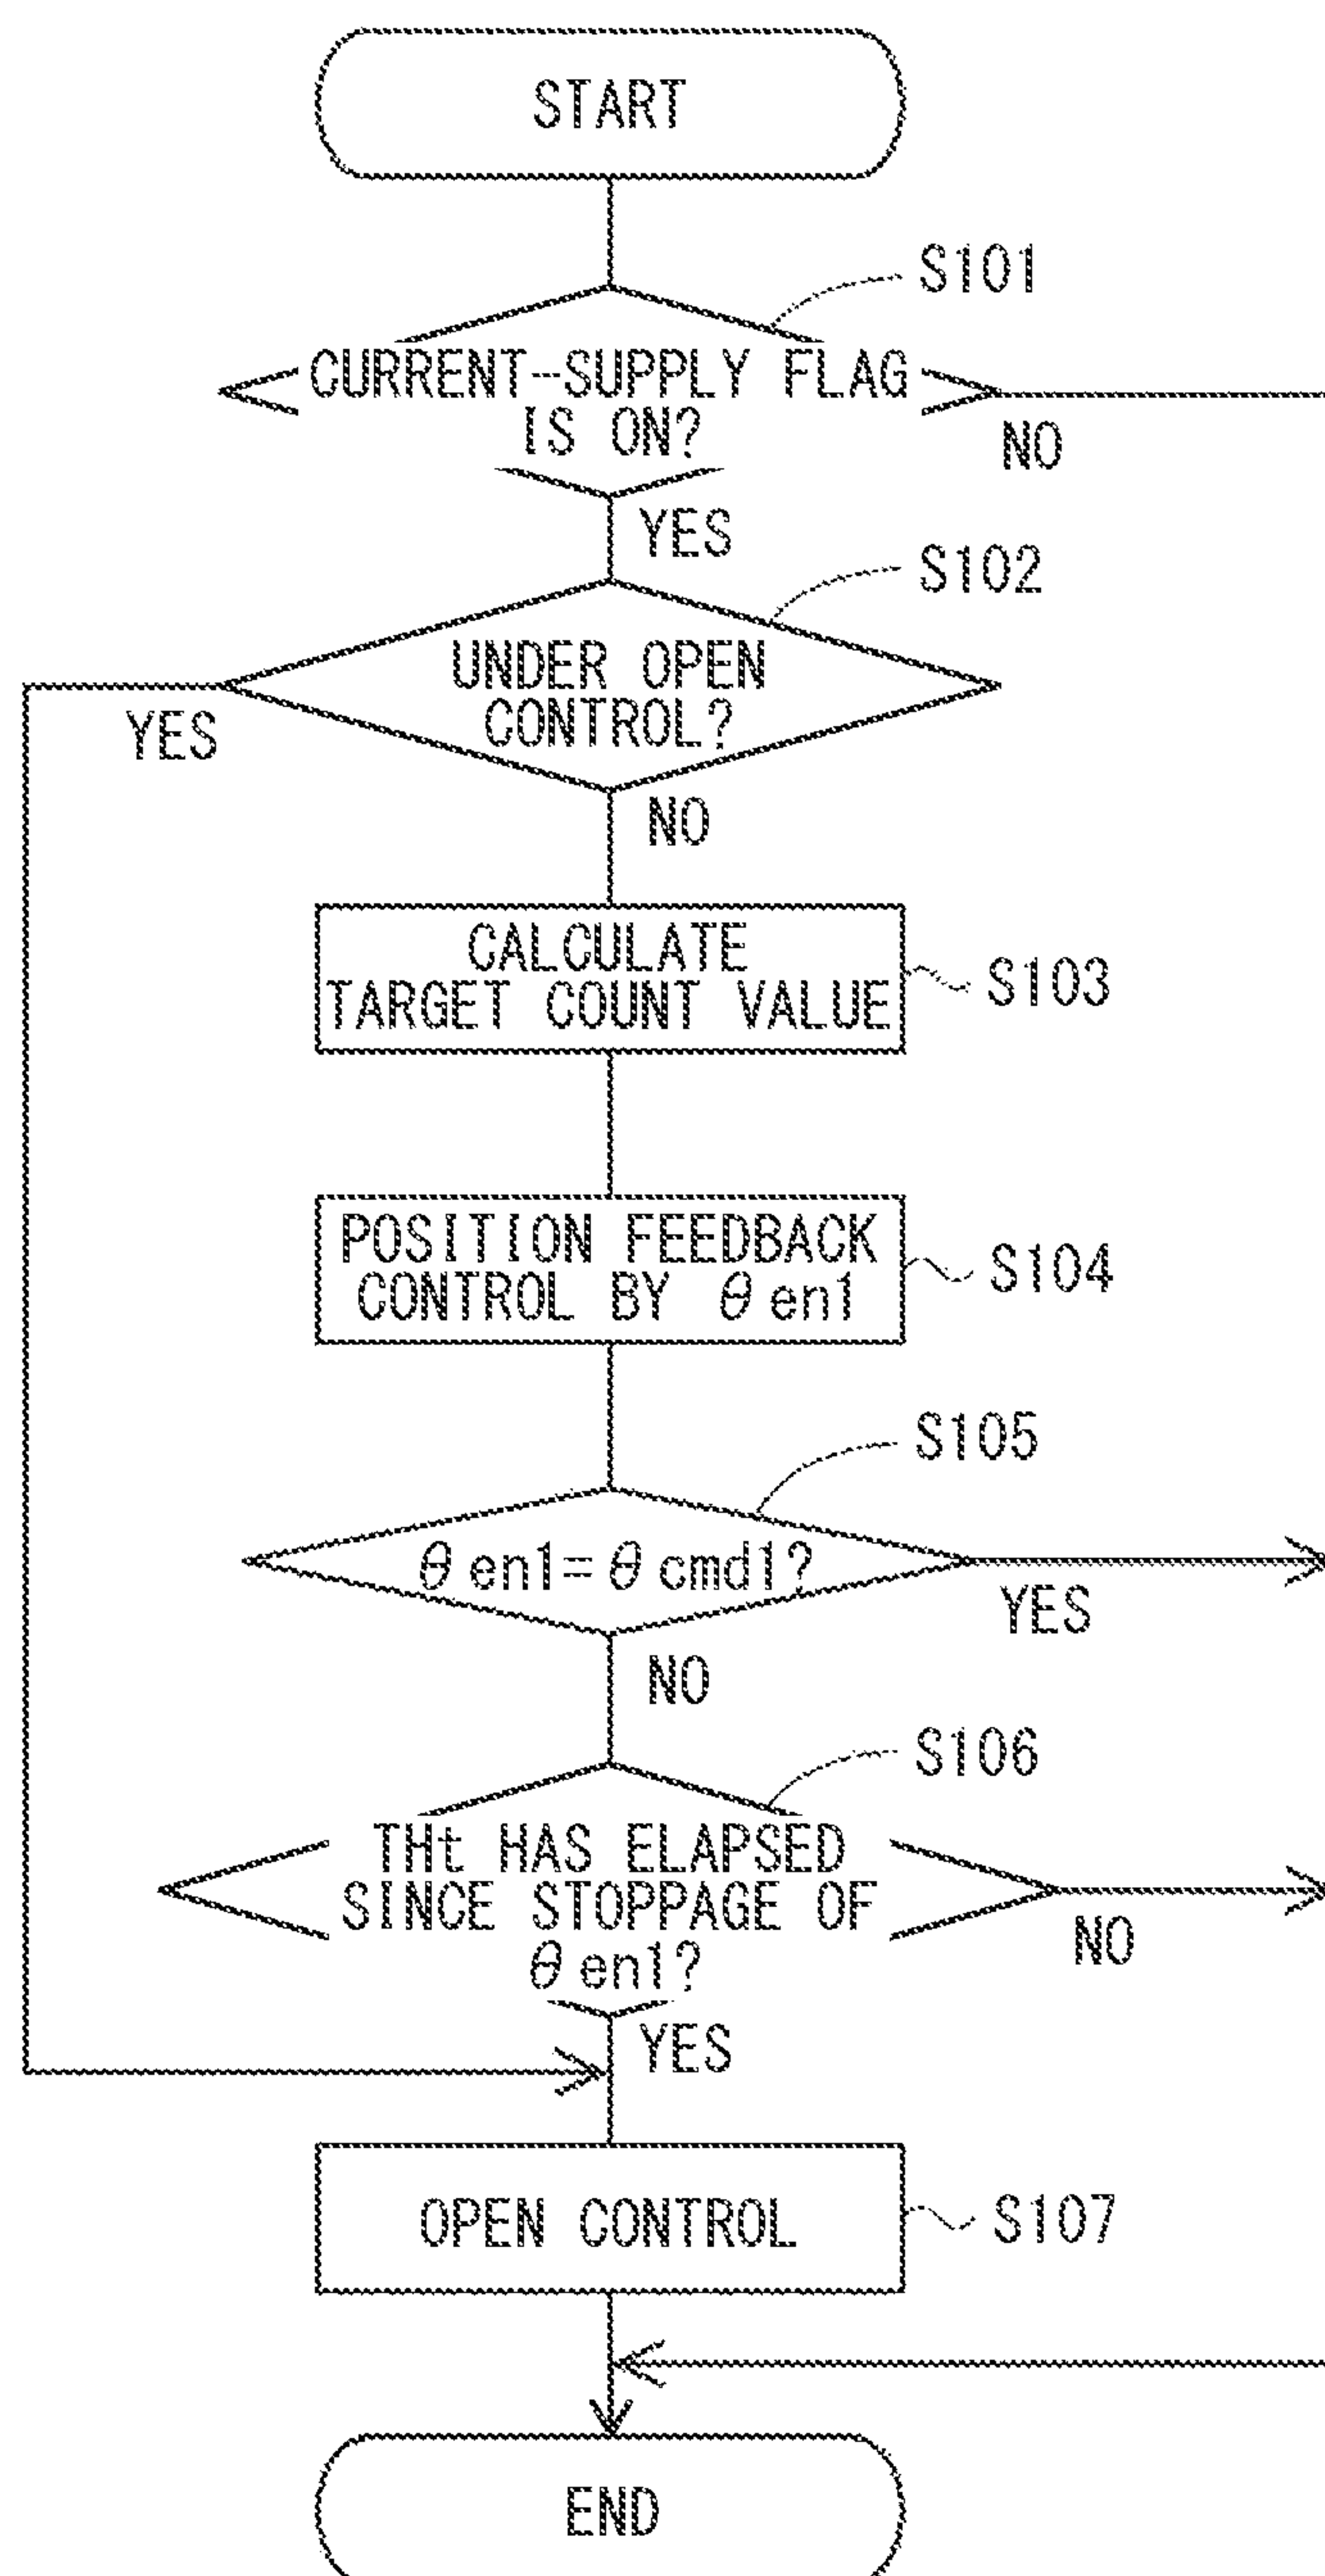 START
S101
CURRENT-SUPPLY FLAG
IS ON?
NO
YES
S102
UNDER OPEN
CONTROL?
YES
NO
CALCULATE
TARGET COUNT VALUE
S103
POSITION FEEDBACK
CONTROL BY θen1
S104
S105
θen1=θcmd1?
YES
NO
S106
THt HAS ELAPSED
SINCE STOPPAGE OF
θen1?
NO
YES
OPEN CONTROL
S107
END